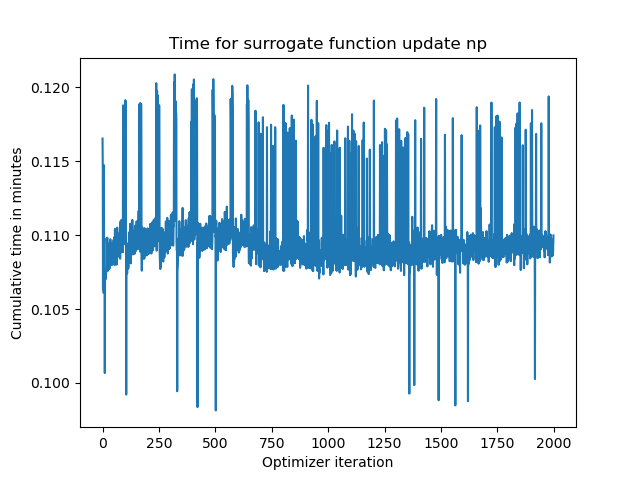 Time for surrogate function update np
0.120
0.115
0.110
0.105
0.100
Cumulative time in minutes
0 250 500 750 1000 1250 1500 1750 2000
Optimizer iteration